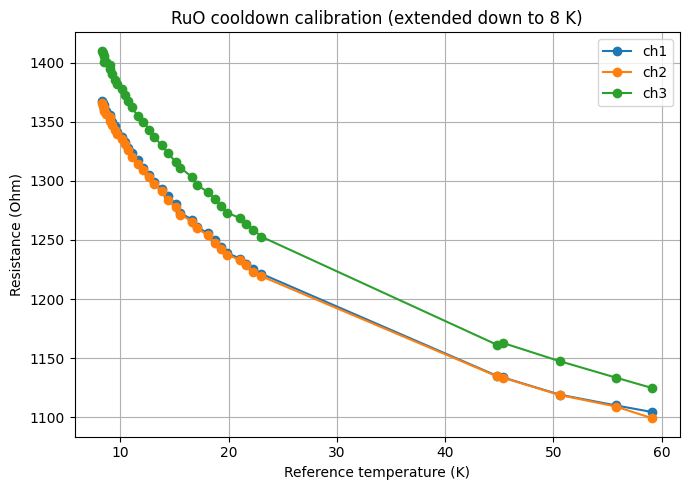 RuO cooldown calibration (extended down to 8 K)
ch1
ch2
ch3
Resistance (Ohm)
1400
1350
1300
1250
1200
1150
1100
10
20
30
40
50
60
Reference temperature (K)